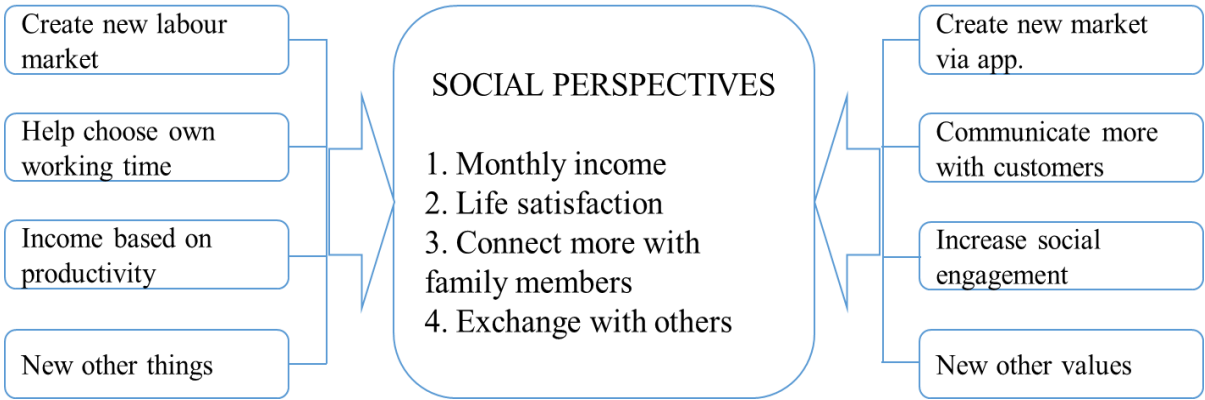 Create new labour
market
Help choose own
working time
Income based on
productivity
New other things
SOCIAL PERSPECTIVES
1. Monthly income
2. Life satisfaction
3. Connect more with
family members
4. Exchange with others
Create new market
via app.
Communicate more
with customers
Increase social
engagement
New other values